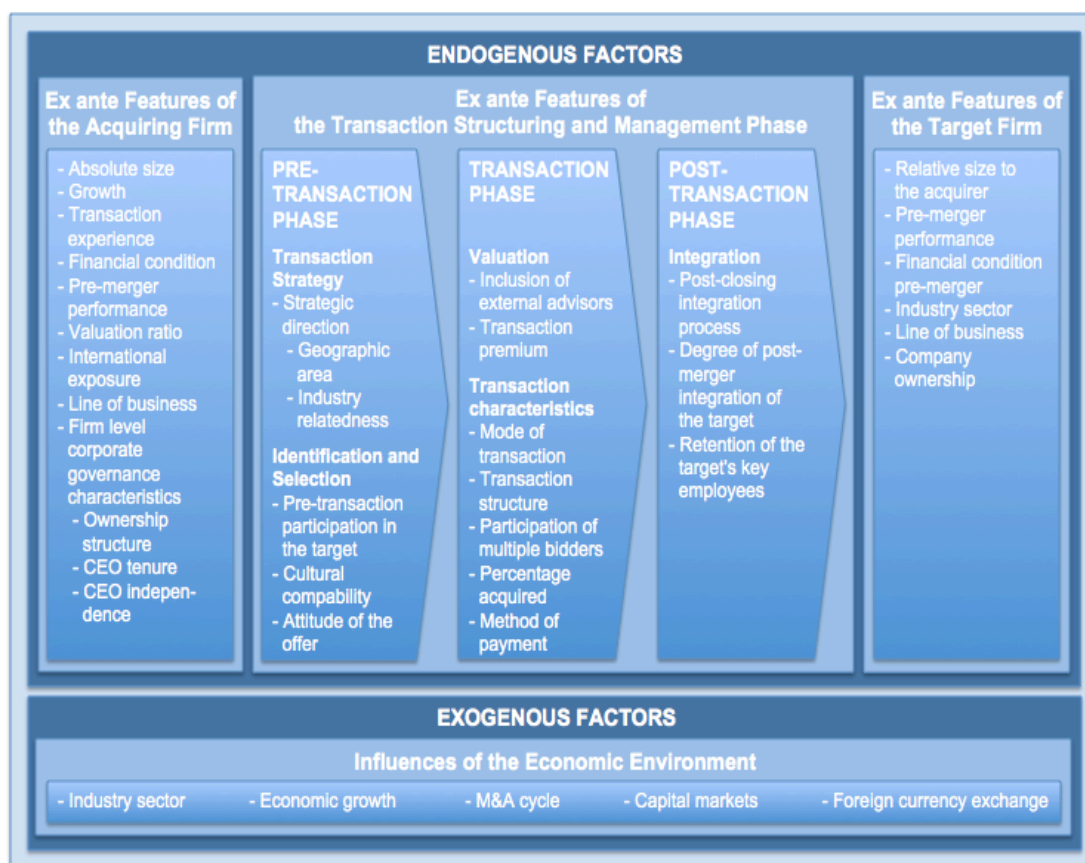 ENDOGENOUS FACTORS
Ex ante Features of
the Acquiring Firm
- Absolute size
- Growth
- Transaction
experience
- Financial condition
- Pre-merger
performance
- Valuation ratio
- International
exposure
- Line of business
- Firm level
corporate
governance
characteristics
- Ownership
structure
- CEO tenure
- CEO indepen-
dence
Ex ante Features of
the Transaction Structuring and Management Phase
PRE-
TRANSACTION
PHASE
Transaction
Strategy
- Strategic
direction
- Geographic
area
- Industry
relatedness
Identification and
Selection
- Pre-transaction
participation in
the target
- Cultural
compability
- Attitude of the
offer
TRANSACTION
PHASE
Valuation
- Inclusion of
external advisors
- Transaction
premium
Transaction
characteristics
- Mode of
transaction
- Transaction
structure
- Participation of
multiple bidders
- Percentage
acquired
- Method of
payment
POST-
TRANSACTION
PHASE
Integration
- Post-closing
integration
process
- Degree of post-
merger
integration of
the target
- Retention of the
target's key
employees
Ex ante Features of
the Target Firm
- Relative size to
the acquirer
- Pre-merger
performance
- Financial condition
pre-merger
- Industry sector
- Line of business
- Company
ownership
EXOGENOUS FACTORS
Influences of the Economic Environment
- Industry sector - Economic growth - M&A cycle - Capital markets - Foreign currency exchange